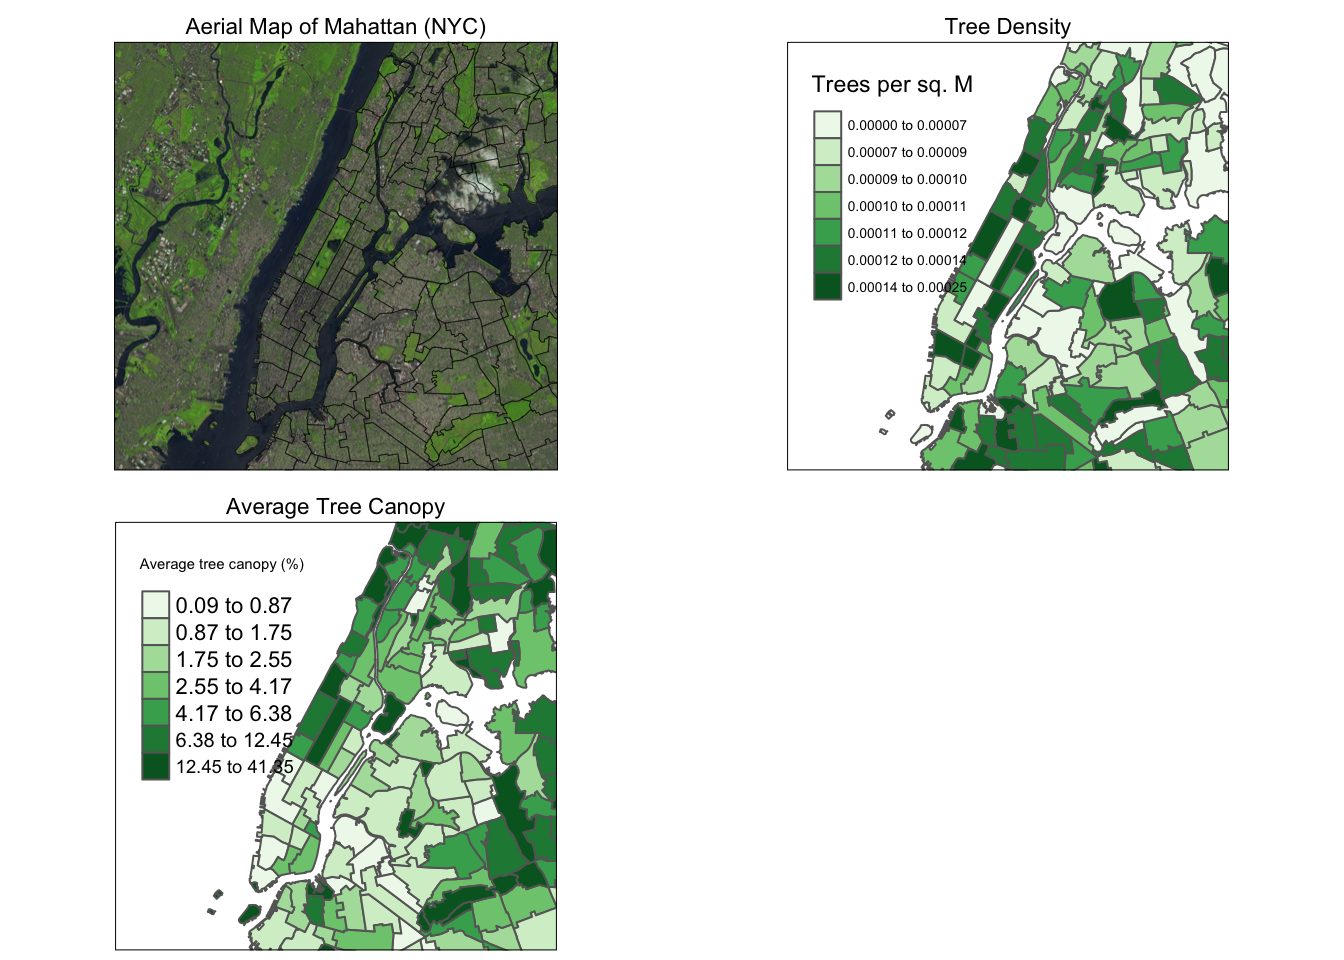 Aerial Map of Mahattan (NYC)
Tree Density
Trees per sq. M
0.00000 to 0.00007
0.00007 to 0.00009
0.00009 to 0.00010
0.00010 to 0.00011
0.00011 to 0.00012
0.00012 to 0.00014
0.00014 to 0.00025
Average Tree Canopy
Average tree canopy (%)
0.09 to 0.87
0.87 to 1.75
1.75 to 2.55
2.55 to 4.17
4.17 to 6.38
6.38 to 12.45
12.45 to 41.35